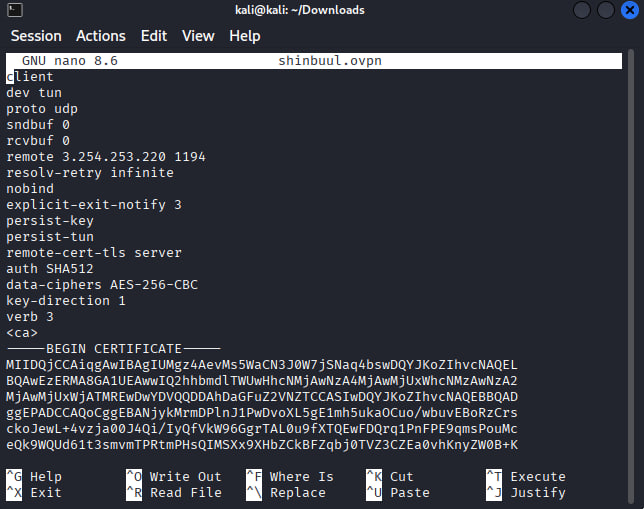 kali@kali: ~/Downloads
Session Actions Edit View Help
GNU nano 8.6 shinbuul.ovpn
client
dev tun
proto udp
sndbuf 0
rcvbuf 0
remote 3.254.253.220 1194
resolv-retry infinite
nobind
explicit-exit-notify 3
persist-key
persist-tun
remote-cert-tls server
auth SHA512
data-ciphers AES-256-CBC
key-direction 1
verb 3
<ca>
-----BEGIN CERTIFICATE-----
MIIDQjCCAiqgAwIBAgIUMgz4AevMs5WaCN3J0W7jSNaq4bswDQYJKoZIhvcNAQEL
BQAwEzERMA8GA1UEAwwIQ2hhbmdlTWUwHhcNMjAwNzA4MjAwMjUxWhcNMzAwNzA2
MjAwMjUxWjATMREwDwYDVQQDDAhDaGFuZ2VNZTCCASIwDQYJKoZIhvcNAQEBBQAD
ggEPADCCAQoCggEBANjykMrmDPlnJ1PwDvoXL5gE1mh5ukaOCuo/wbuvEBoRzCrs
ckoJewL+4vzja00J4Qi/IyQfVkW96GgrTAL0u9fXTQEwFDQrq1PnFPE9qmsPouMc
eQk9WQUd61t3smvmTPRtmPHsQIMSXx9XHbZCkBFZqbj0TVZ3CZEa0vhKnyZW0B+K
^G Help ^O Write Out ^F Where Is ^K Cut ^T Execute
^X Exit ^R Read File ^\ Replace ^U Paste ^J Justify